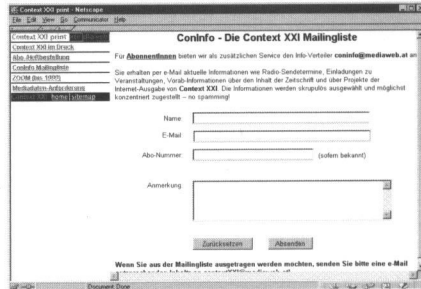 Context XXI print - Netscape
File Edit View Go Communicator Help
Context XXI print
Context XXI im Druck
Abo-/Heftbestellung
ConInfo Mailingliste
ZOOM (bis 1995)
Mediadaten-Anforderung
home|sitemap
ConInfo - Die Context XXI Mailingliste
Für AbonnentInnen bieten wir als zusätzlichen Service den Info-Verteiler coninfo@mediaweb.at an
Sie erhalten per e-Mail aktuelle Informationen wie Radio-Sendetermine, Einladungen zu
Veranstaltungen, Vorab-Informationen über den Inhalt der Zeitschrift und über Projekte der
Internet-Ausgabe von Context XXI. Die Informationen werden skrupulös ausgewählt und möglichst
konzentriert zugestellt -- no spamming!
Name
E-Mail
Abo-Nummer
(sofern bekannt)
Anmerkung
Zurücksetzen
Absenden
Wenn Sie aus der Mailingliste ausgetragen werden möchten, senden Sie bitte eine e-Mail
Document Done